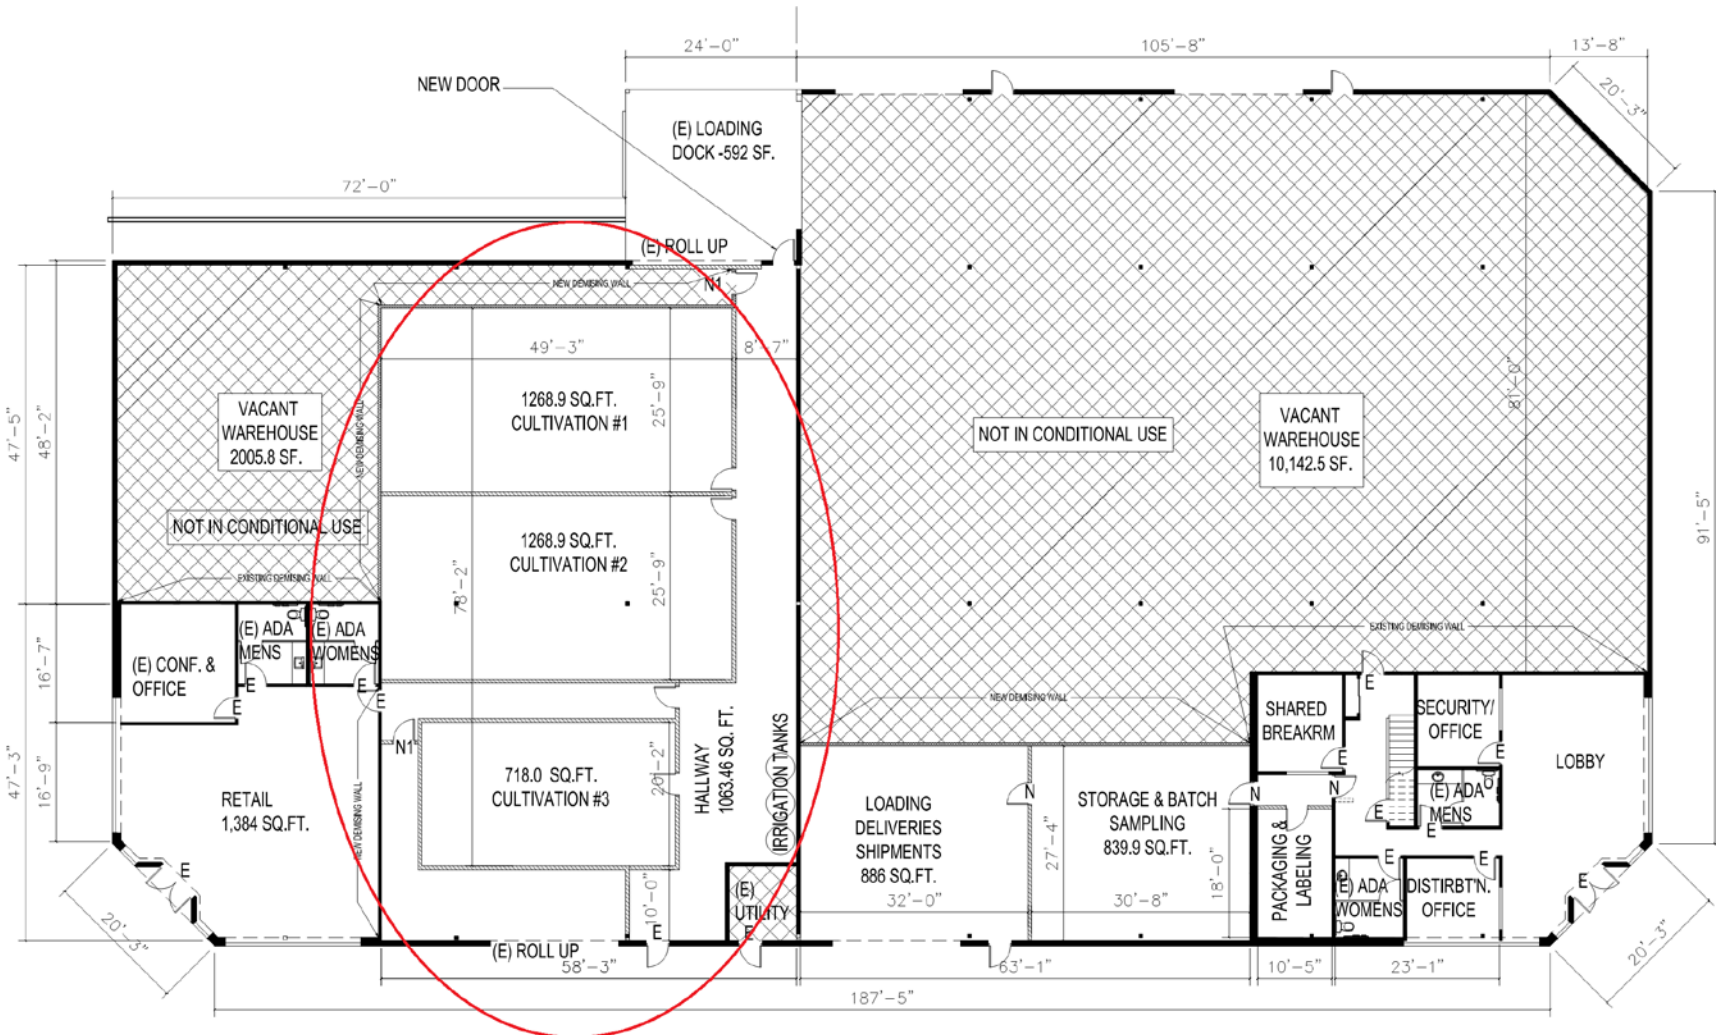 24'-0"
105'-8"
13'-8"
20'-3"
NEW DOOR
(E) LOADING
DOCK -592 SF.
72'-0"
(E) ROLL UP
NEW DEMISING WALL
N1
49'-3"
8'-7"
1268.9 SQ.FT.
CULTIVATION #1
25'-9"
VACANT
WAREHOUSE
2005.8 SF.
NOT IN CONDITIONAL USE
NEW DEMISING WALL
47'-5"
48'-2"
NOT IN CONDITIONAL USE
VACANT
WAREHOUSE
10,142.5 SF.
81'-0"
91'-5"
1268.9 SQ.FT.
CULTIVATION #2
25'-9"
78'-2"
EXISTING DEMISING WALL
EXISTING DEMISING WALL
(E) CONF. &
OFFICE
E
(E) ADA
MENS
E
(E) ADA
WOMENS
E
E
16'-7"
16'-9"
47'-3"
N1
NEW DEMISING WALL
RETAIL
1,384 SQ.FT.
E
20'-3"
718.0 SQ.FT.
CULTIVATION #3
20'-2"
HALLWAY
1063.46 SQ. FT.
IRRIGATION TANKS
10'-0"
E
(E)
UTILITY
E
(E) ROLL UP
NEW DEMISING WALL
LOADING
DELIVERIES
SHIPMENTS
886 SQ.FT.
N
27'-4"
STORAGE & BATCH
SAMPLING
839.9 SQ.FT.
18'-0"
N
PACKAGING &
LABELING
N
SHARED
BREAKRM
E
E
SECURITY/
OFFICE
E
LOBBY
(E) ADA
MENS
E
E
(E) ADA
WOMENS
E
DISTIRBT'N.
OFFICE
E
E
20'-3"
32'-0"
30'-8"
58'-3"
63'-1"
10'-5"
23'-1"
187'-5"